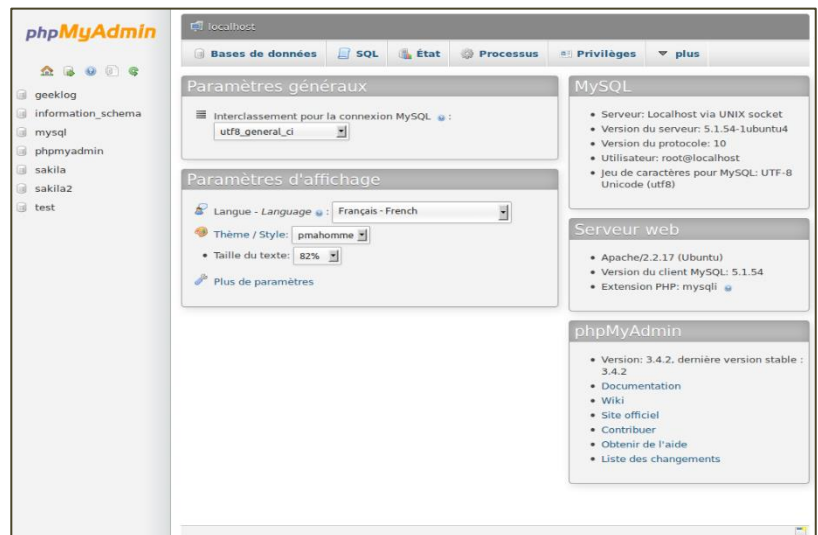 phpMyAdmin
geeklog
information_schema
mysql
phpmyadmin
sakila
sakila2
test
localhost
Bases de données
SQL
État
Processus
Privilèges
plus
Paramètres généraux
Interclassement pour la connexion MySQL :
utf8_general_ci
Paramètres d'affichage
Langue - Language : Français - French
Thème / Style: pmahomme
• Taille du texte: 82%
Plus de paramètres
MySQL
• Serveur: Localhost via UNIX socket
• Version du serveur: 5.1.54-1ubuntu4
• Version du protocole: 10
• Utilisateur: root@localhost
• Jeu de caractères pour MySQL: UTF-8
Unicode (utf8)
Serveur web
• Apache/2.2.17 (Ubuntu)
• Version du client MySQL: 5.1.54
• Extension PHP: mysqli
phpMyAdmin
• Version: 3.4.2, dernière version stable :
3.4.2
• Documentation
• Wiki
• Site officiel
• Contribuer
• Obtenir de l'aide
• Liste des changements